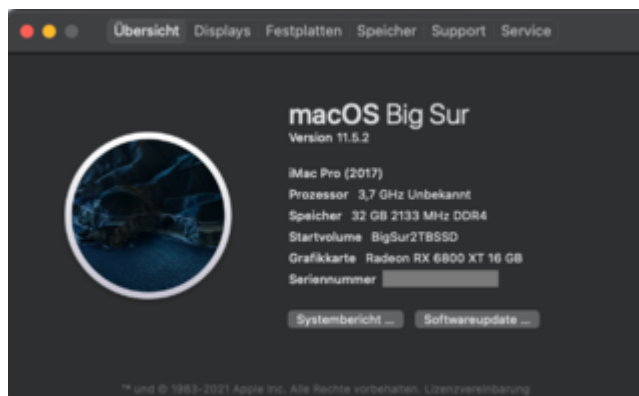 Übersicht Displays Festplatten Speicher Support Service
macOS Big Sur
Version 11.5.2
iMac Pro (2017)
Prozessor 3,7 GHz Unbekannt
Speicher 32 GB 2133 MHz DDR4
Startvolume BigSur2TBSSD
Grafikkarte Radeon RX 6800 XT 16 GB
Seriennummer
Systembericht ... Softwareupdate ...
™ und © 1983-2021 Apple Inc. Alle Rechte vorbehalten. Lizenzvereinbarung